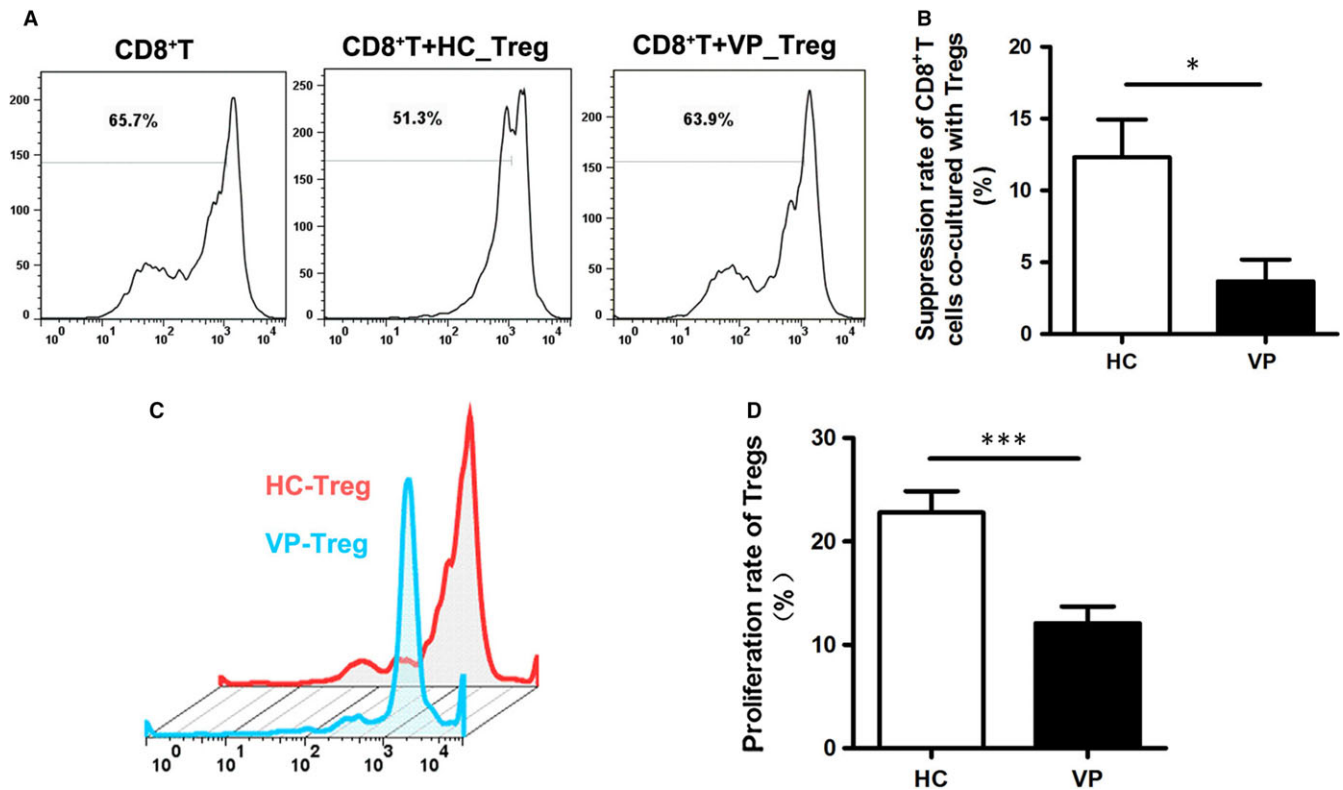 A
CD8⁺T
CD8⁺T+HC_Treg
CD8⁺T+VP_Treg
200
150
100
50
0
65.7%
10⁰ 10¹ 10² 10³ 10⁴
250
200
150
100
50
0
51.3%
10⁰ 10¹ 10² 10³ 10⁴
200
150
100
50
0
63.9%
10⁰ 10¹ 10² 10³ 10⁴
B
Suppression rate of CD8⁺T
cells co-cultured with Tregs
(%)
20
15
10
5
0
*
HC VP
C
HC-Treg
VP-Treg
10⁰ 10¹ 10² 10³ 10⁴
D
Proliferation rate of Tregs
(%)
30
20
10
0
***
HC VP